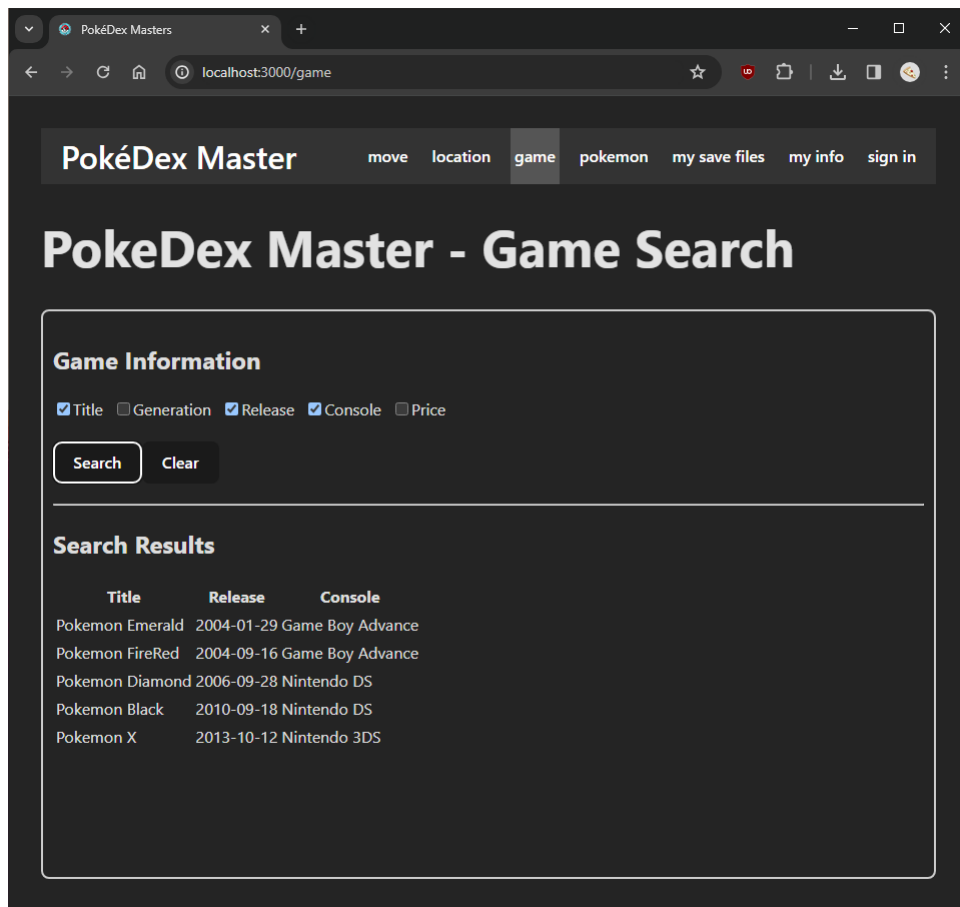 PokéDex Masters
localhost:3000/game
UD
PokéDex Master move location game pokemon my save files my info sign in
PokeDex Master - Game Search
Game Information
Title Generation Release Console Price
Search Clear
Search Results
Title Release Console
Pokemon Emerald 2004-01-29 Game Boy Advance
Pokemon FireRed 2004-09-16 Game Boy Advance
Pokemon Diamond 2006-09-28 Nintendo DS
Pokemon Black 2010-09-18 Nintendo DS
Pokemon X 2013-10-12 Nintendo 3DS